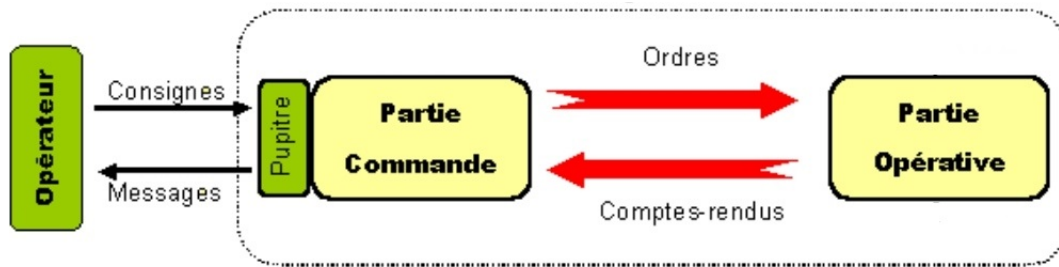 Opérateur
Consignes
Messages
Pupitre
Partie
Commande
Ordres
Comptes-rendus
Partie
Opérative